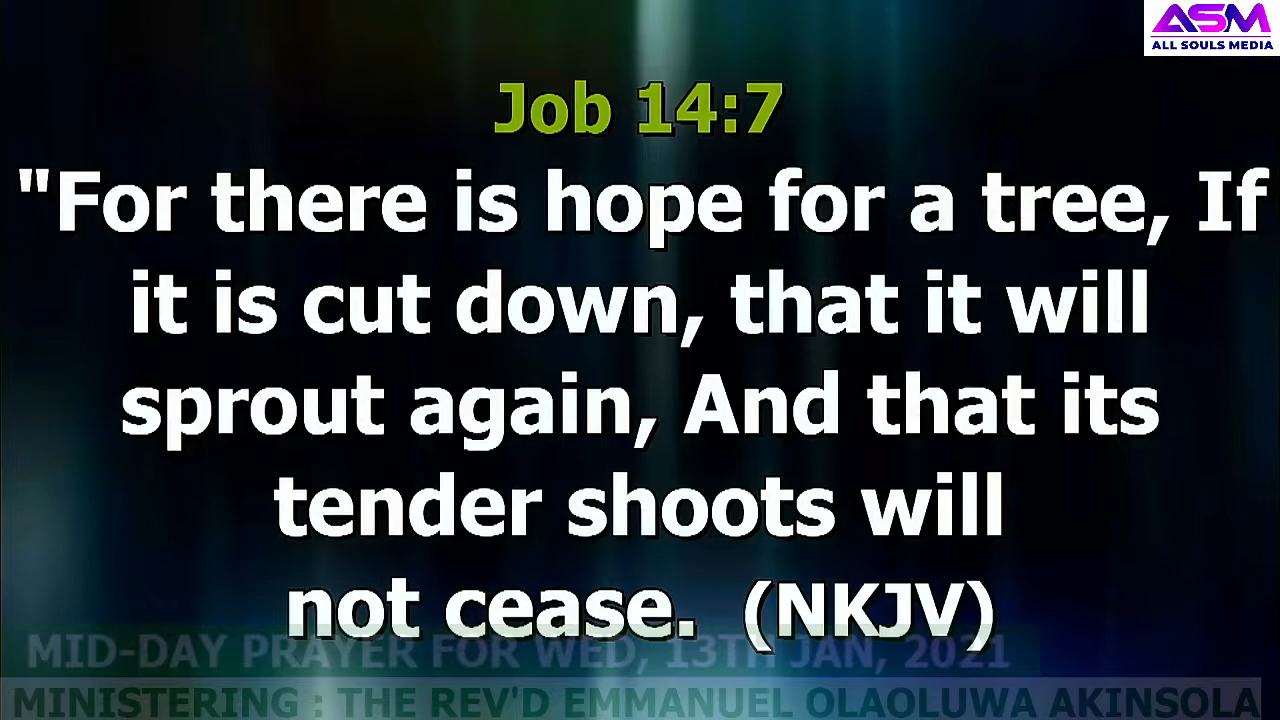 ASM
ALL SOULS MEDIA
Job 14:7
"For there is hope for a tree, If
it is cut down, that it will
sprout again, And that its
tender shoots will
not cease. (NKJV)
MID-DAY PRAYER FOR WED, 13TH JAN, 2021
MINISTERING : THE REV'D EMMANUEL OLAOLUWA AKINSOLA